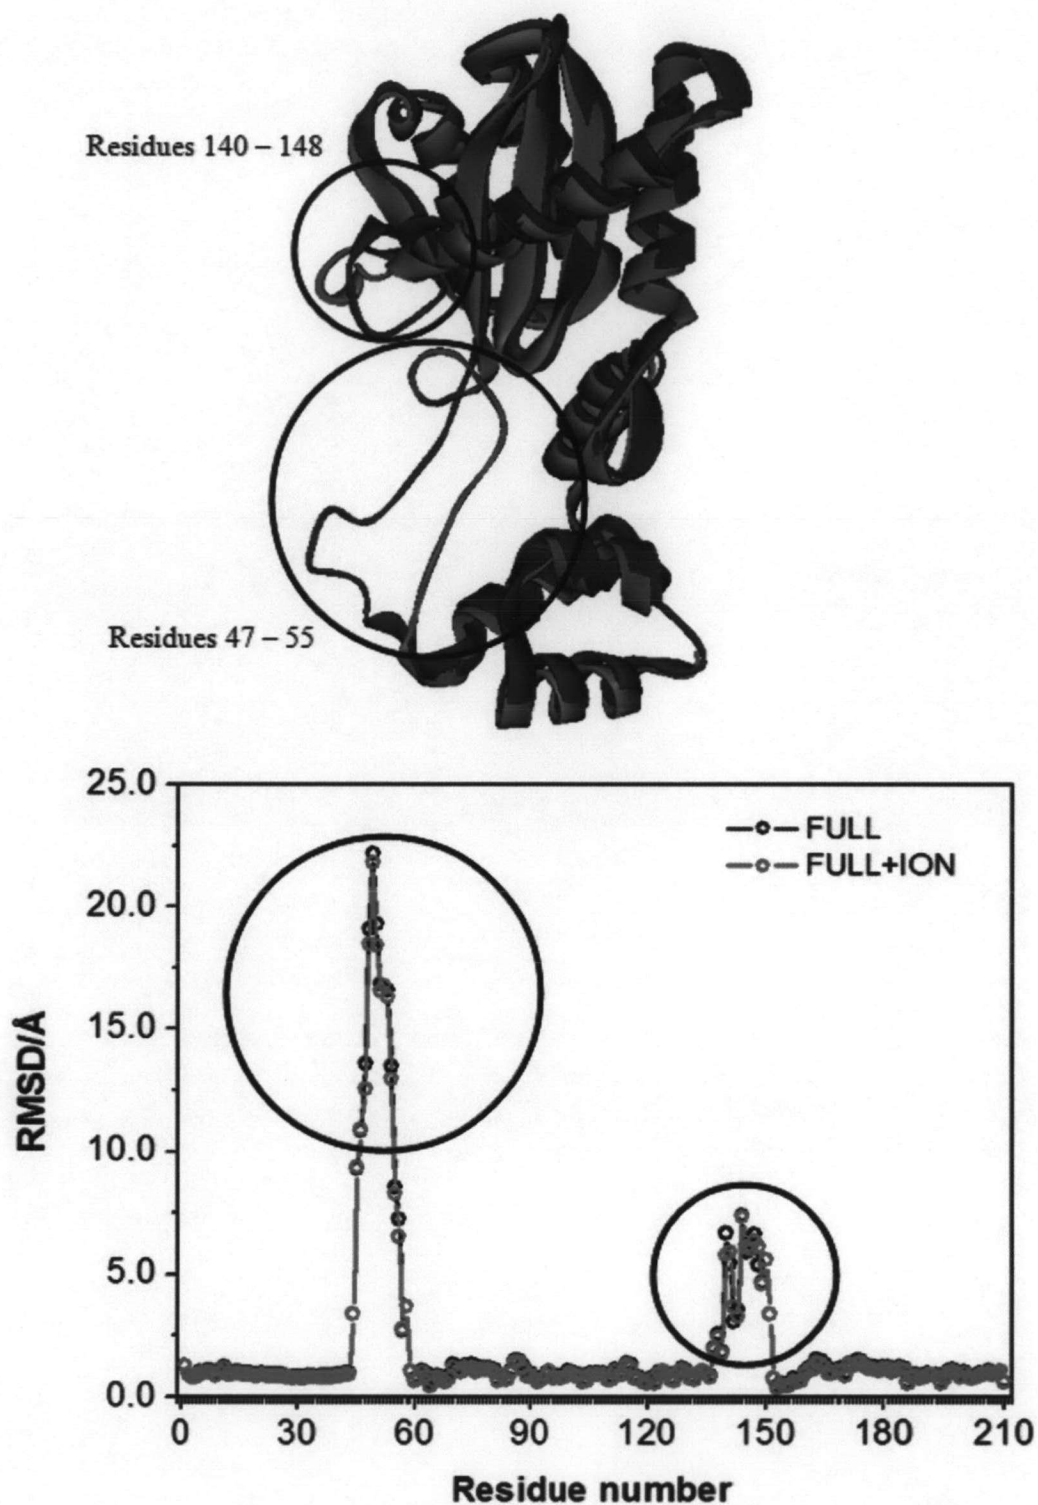 Residues 140 – 148
Residues 47 – 55
25.0
20.0
15.0
10.0
5.0
0.0
RMSD/Å
FULL
FULL+ION
0 30 60 90 120 150 180 210
Residue number